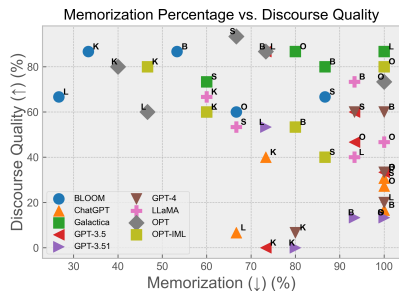 Memorization Percentage vs. Discourse Quality
Discourse Quality (↑) (%)
80
60
40
20
0
S
K
B
B
L
O
L
K
K
O
B
O
S
B
L
K
B
L
O
O
B
S
O
B
L
S
L
S
O
O
K
S
L
S
O
L
B
B
S
L
K
K
K
BLOOM
ChatGPT
Galactica
GPT-3.5
GPT-3.51
GPT-4
LLaMA
OPT
OPT-IML
30 40 50 60 70 80 90 100
Memorization (↓) (%)